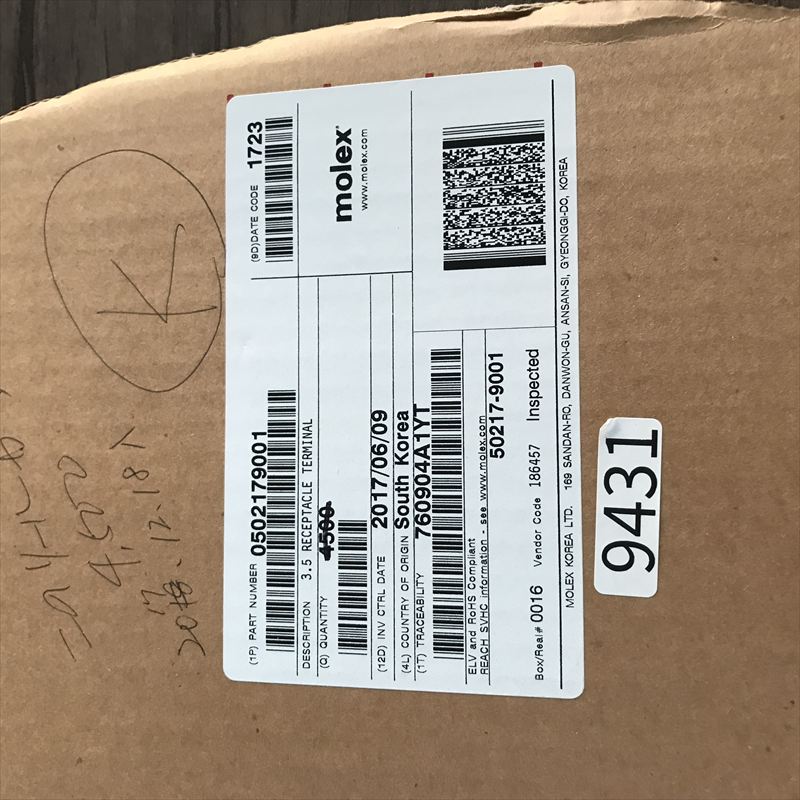 K
4,500
(1P) PART NUMBER 0502179001
(9D)DATE CODE 1723
DESCRIPTION 3.5 RECEPTACLE TERMINAL
(Q) QUANTITY 4500
molex
www.molex.com
(12D) INV CTRL DATE 2017/06/09
(4L) COUNTRY OF ORIGIN South Korea
(1T) TRACEABILITY 760904A1YT
ELV and RoHS Compliant
REACH SVHC information - see www.molex.com
50217-9001
Box/Real# 0016 Vendor Code 186457 Inspected
MOLEX KOREA LTD. 169 SANDAN-RO, DANWON-GU, ANSAN-SI, GYEONGGI-DO, KOREA
9431